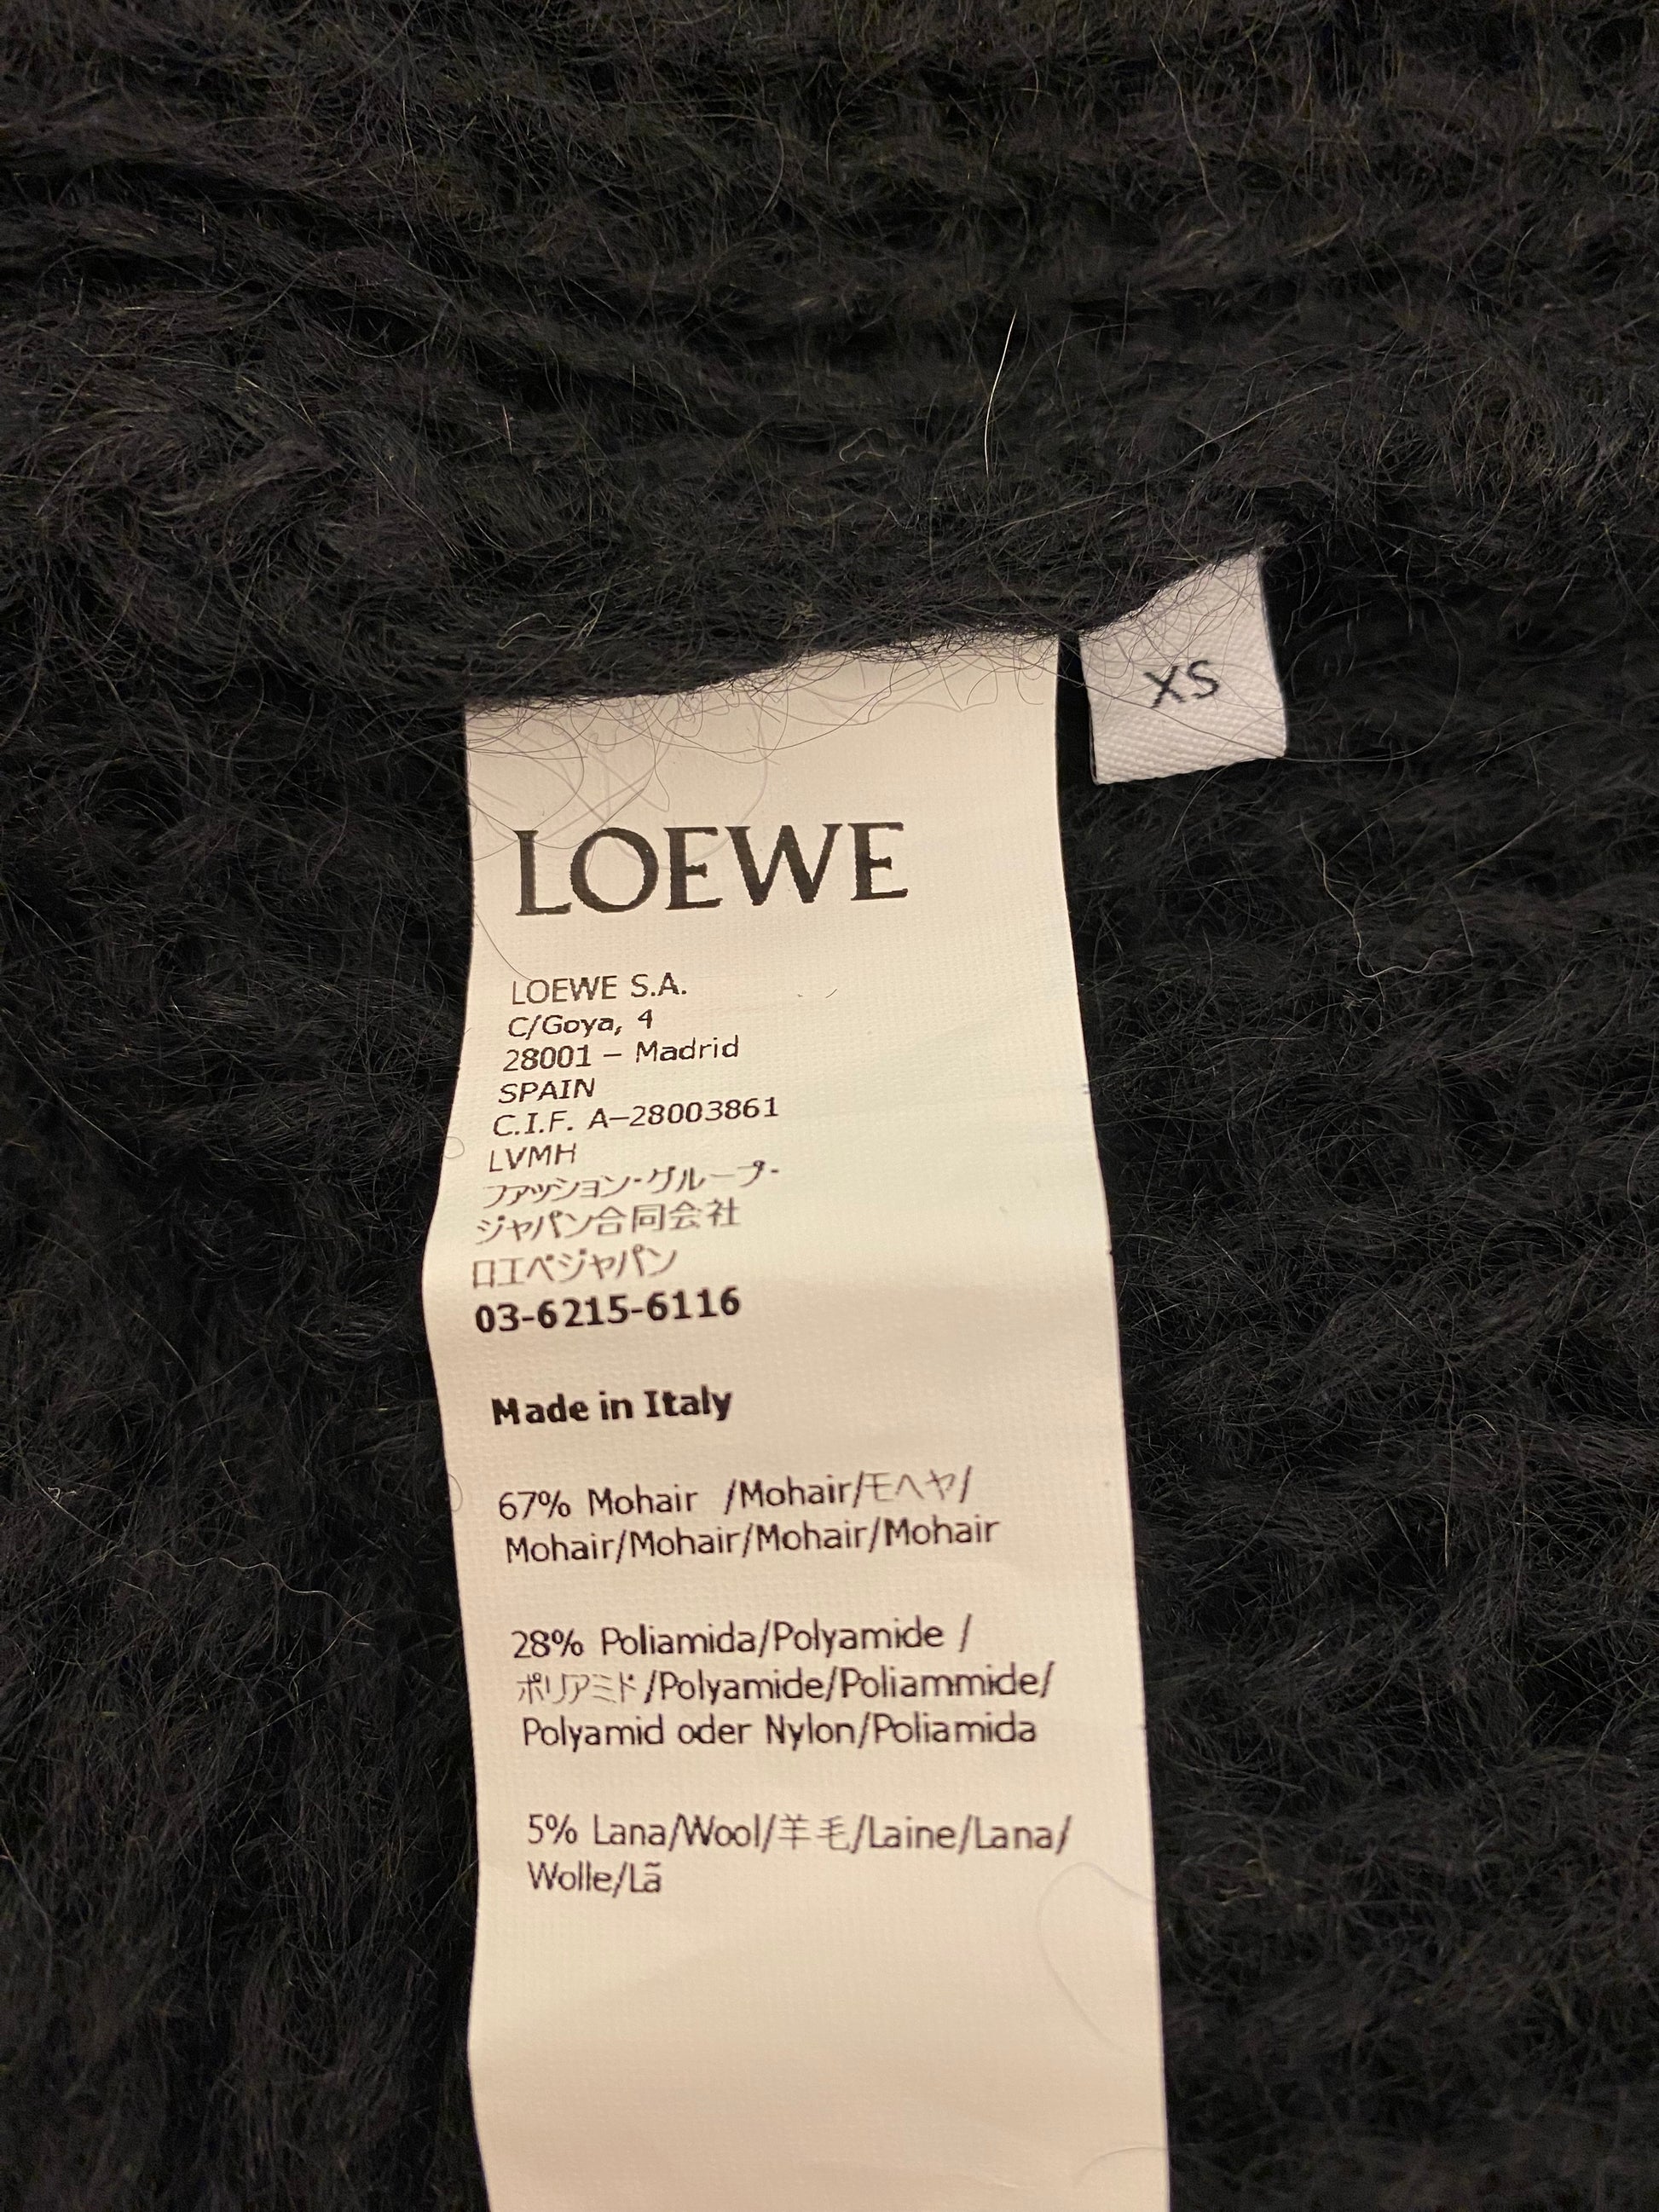 XS
LOEWE
LOEWE S.A.
C/Goya, 4
28001 – Madrid
SPAIN
C.I.F. A–28003861
LVMH
ファッション・グループ・
ジャパン合同会社
ロエベジャパン
03-6215-6116
Made in Italy
67% Mohair /Mohair/モヘヤ/
Mohair/Mohair/Mohair/Mohair
28% Poliamida/Polyamide /
ポリアミド/Polyamide/Poliammide/
Polyamid oder Nylon/Poliamida
5% Lana/Wool/羊毛/Laine/Lana/
Wolle/Lã